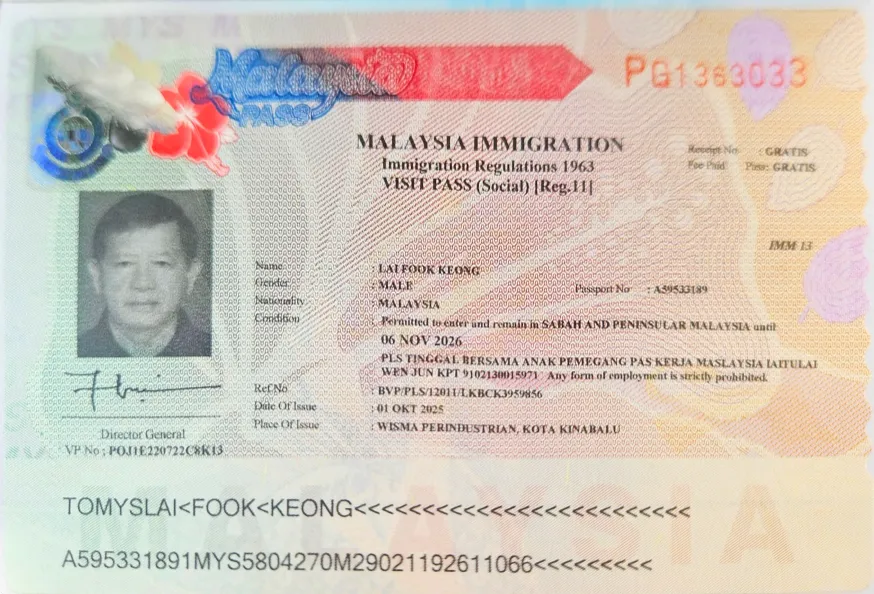 Malaysia
PASS
PG1363033
MALAYSIA IMMIGRATION
Immigration Regulations 1963
VISIT PASS (Social) [Reg.11]
Receipt No : GRATIS
Fee Paid Pass: GRATIS
IMM 13
Name : LAI FOOK KEONG
Gender : MALE Passport No : A59533189
Nationality : MALAYSIA
Condition : Permitted to enter and remain in SABAH AND PENINSULAR MALAYSIA until
06 NOV 2026
PLS TINGGAL BERSAMA ANAK PEMEGANG PAS KERJA MASLAYSIA IAITULAI
WEN JUN KPT 9102130015971 Any form of employment is strictly prohibited.
Ref No : BVP/PLS/12011/LKBCK3959856
Date Of Issue : 01 OKT 2025
Place Of Issue : WISMA PERINDUSTRIAN, KOTA KINABALU
Director General
VP No : POJ1E220722C8K13
TOMYSLAI<FOOK<KEONG<<<<<<<<<<<<<<<<<<<<<<<<<<
A595331891MYS5804270M29021192611066<<<<<<<<<
MALAYSIA